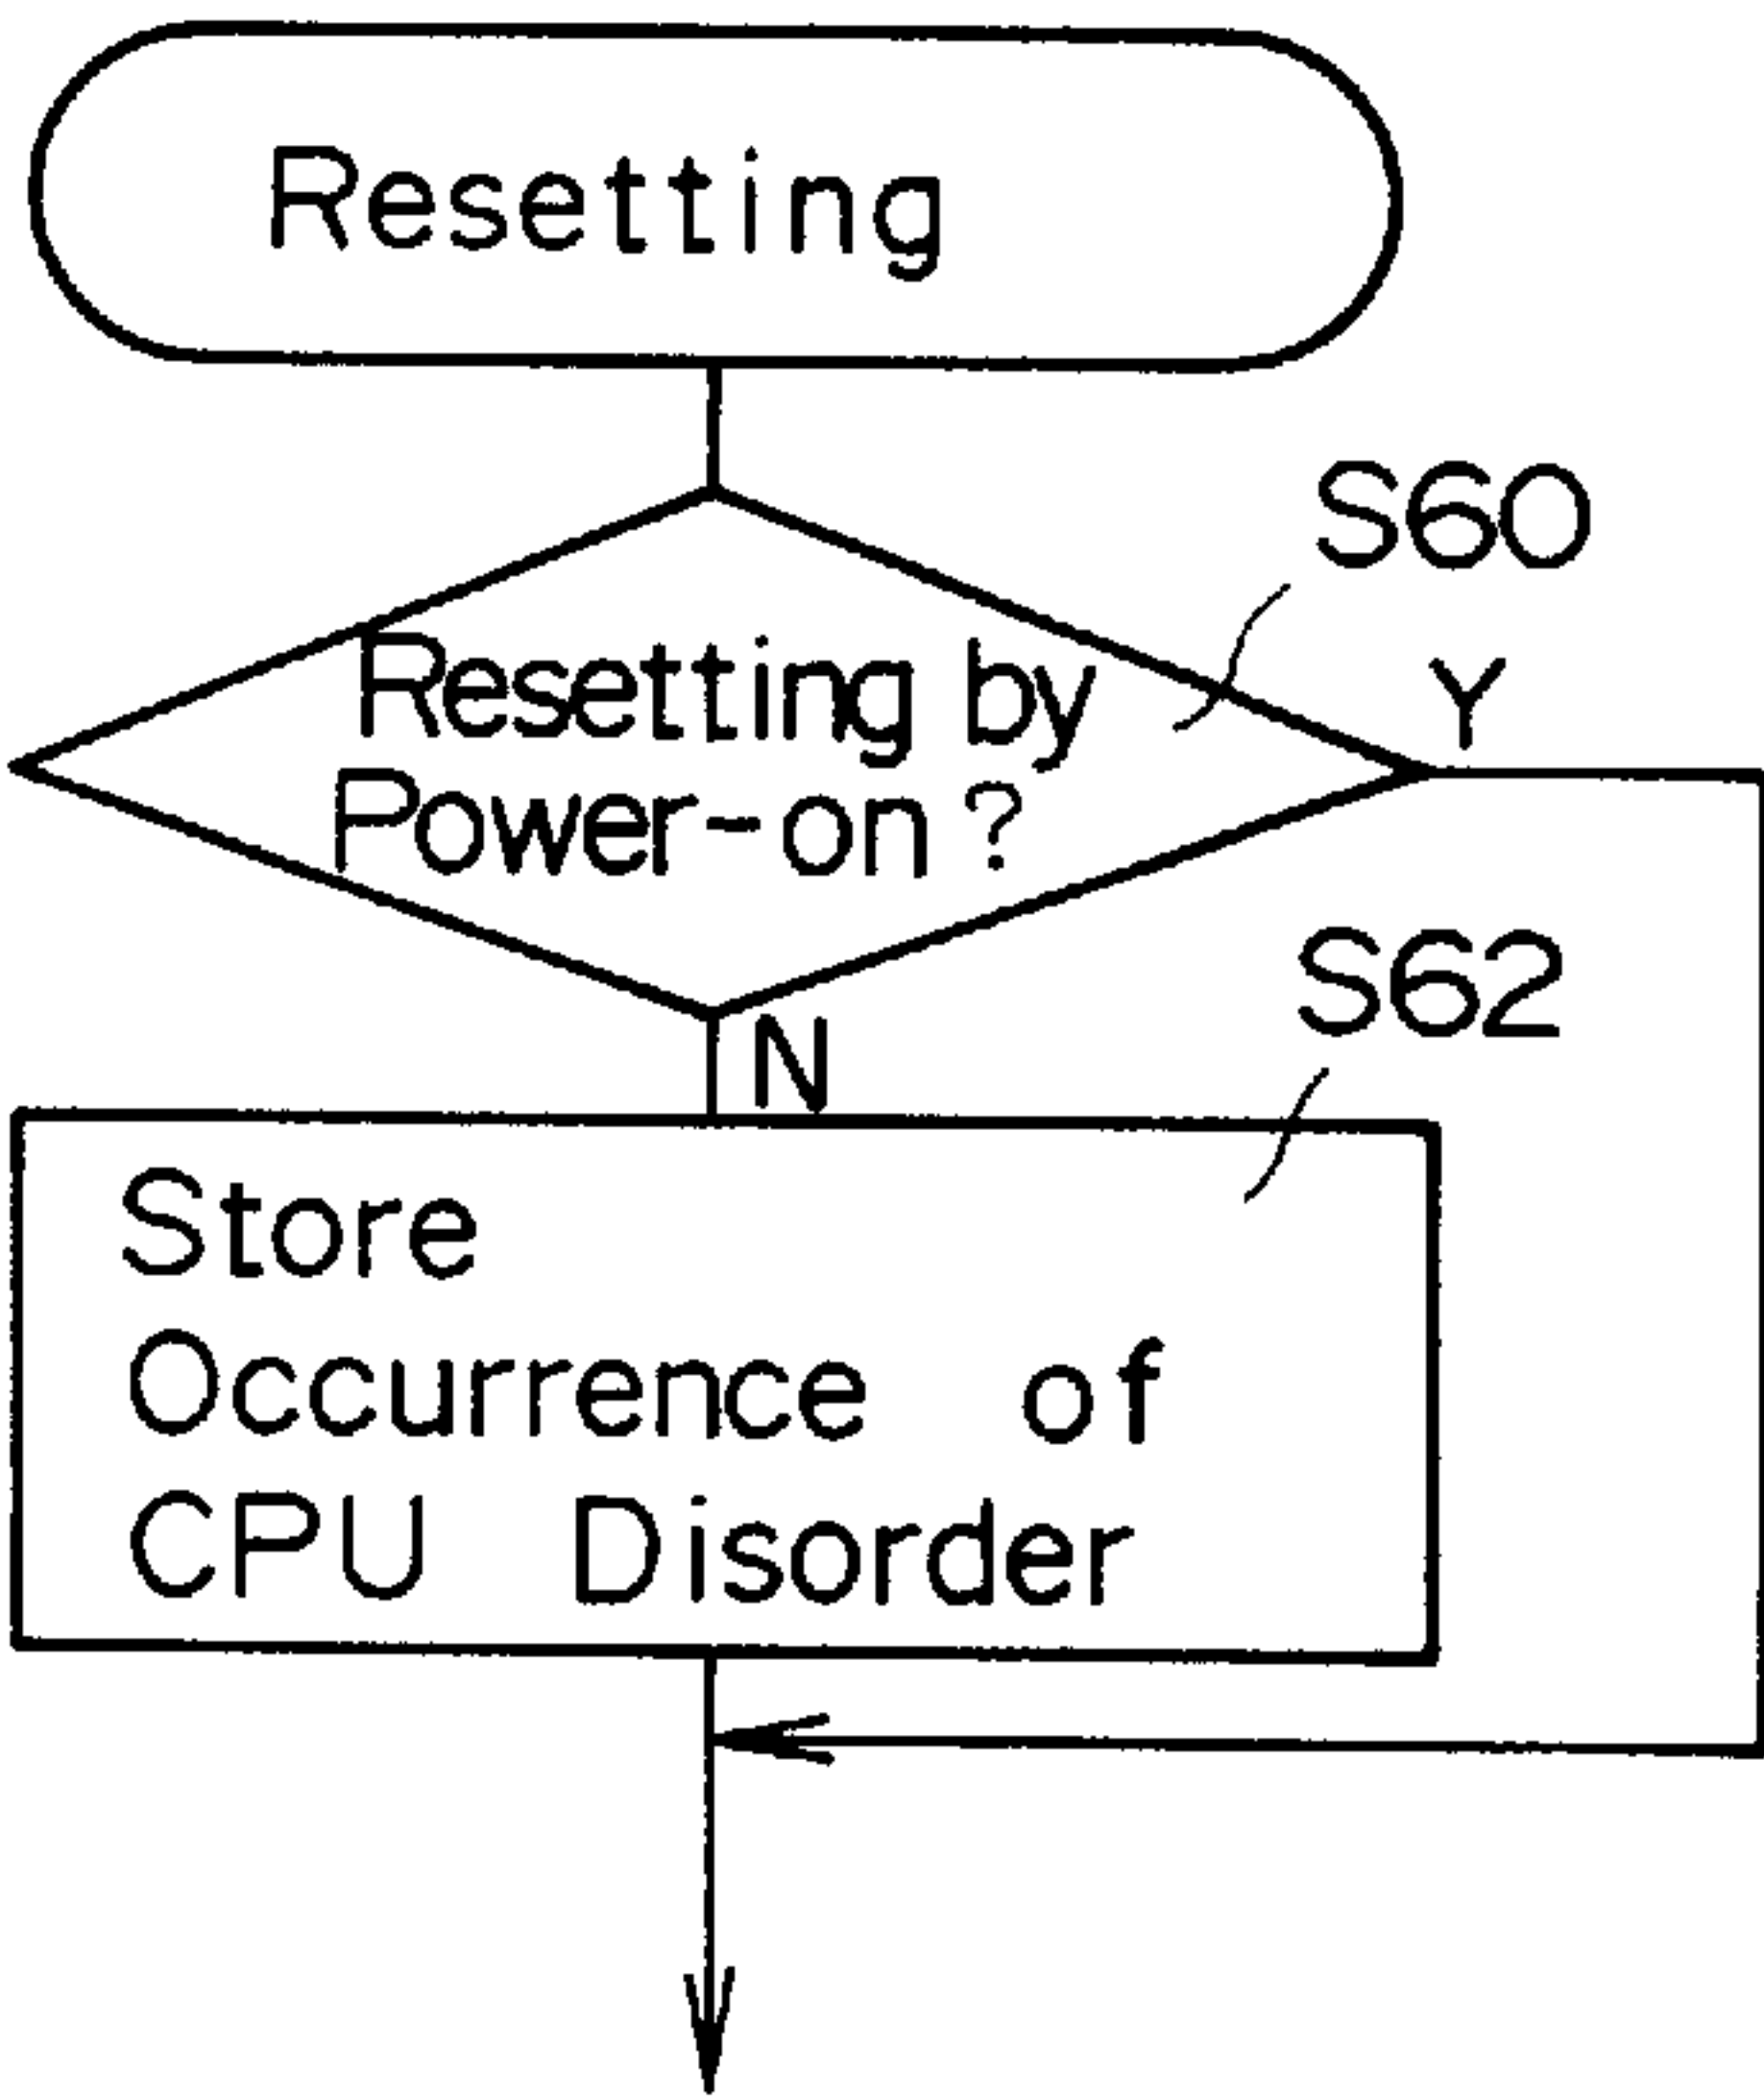 Resetting
S60
Resetting by
Power-on?
Y
N
S62
Store
Occurrence of
CPU Disorder